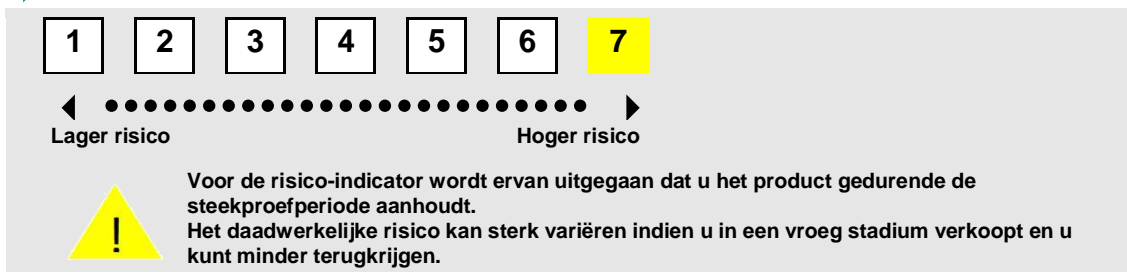 1 2 3 4 5 6 7
Lager risico Hoger risico
!
Voor de risico-indicator wordt ervan uitgegaan dat u het product gedurende de
steekproefperiode aanhoudt.
Het daadwerkelijke risico kan sterk variëren indien u in een vroeg stadium verkoopt en u
kunt minder terugkrijgen.